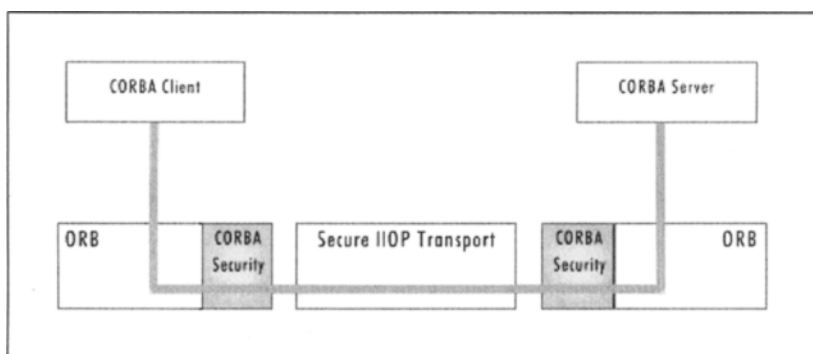 CORBA Client
CORBA Server
ORB
CORBA
Security
Secure IIOP Transport
CORBA
Security
ORB